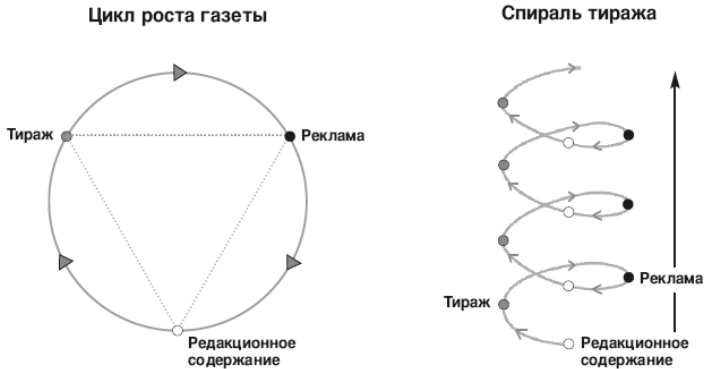 Цикл роста газеты
Спираль тиража
Тираж
Реклама
Редакционное
содержание
Реклама
Тираж
Редакционное
содержание